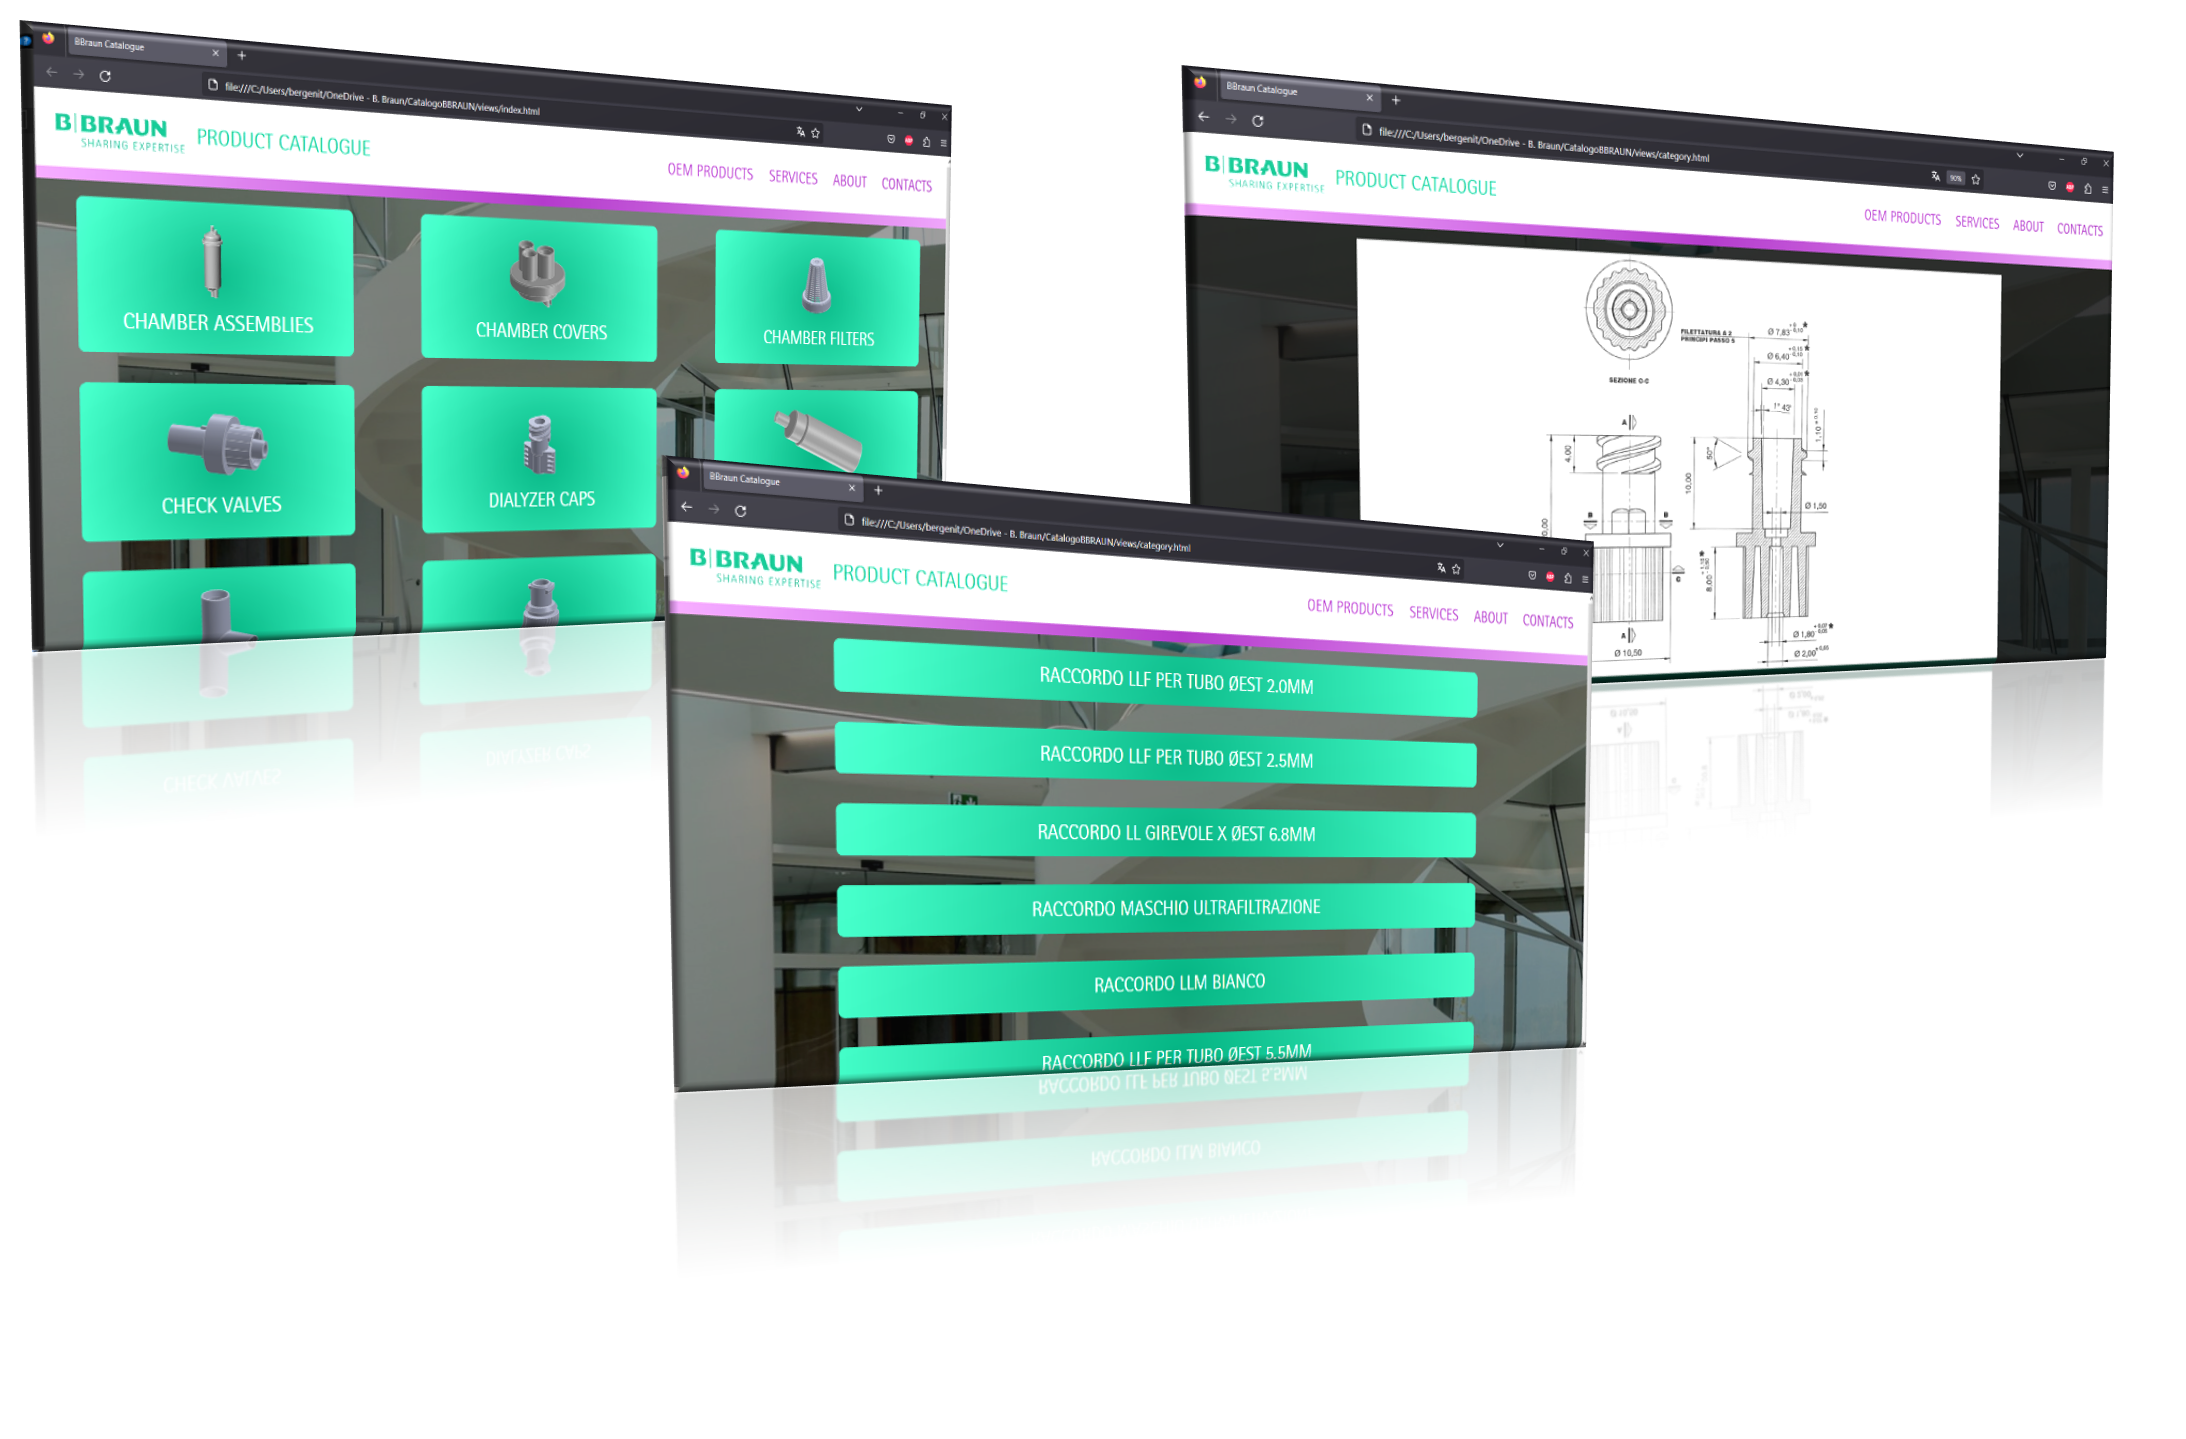 BBraun Catalogue
file:///C:/Users/bergenit/OneDrive - B. Braun/CatalogoBBRAUN/views/index.html
B|BRAUN
SHARING EXPERTISE
PRODUCT CATALOGUE
OEM PRODUCTS SERVICES ABOUT CONTACTS
CHAMBER ASSEMBLIES
CHAMBER COVERS
CHAMBER FILTERS
CHECK VALVES
DIALYZER CAPS
BBraun Catalogue
file:///C:/Users/bergenit/OneDrive - B. Braun/CatalogoBBRAUN/views/category.html
90%
B|BRAUN
SHARING EXPERTISE
PRODUCT CATALOGUE
OEM PRODUCTS SERVICES ABOUT CONTACTS
FILETTATURA A 2
PRINCIPI PASSO 5
SEZIONE C-C
Ø 7,83
Ø 6,40
Ø 4,30
1° 43'
A
4,00
50°
10,00
1,10
Ø 1,50
B B
C
8,00
A
Ø 10,50
Ø 1,80
Ø 2,00
BBraun Catalogue
file:///C:/Users/bergenit/OneDrive - B. Braun/CatalogoBBRAUN/views/category.html
B|BRAUN
SHARING EXPERTISE
PRODUCT CATALOGUE
OEM PRODUCTS SERVICES ABOUT CONTACTS
RACCORDO LLF PER TUBO ØEST 2.0MM
RACCORDO LLF PER TUBO ØEST 2.5MM
RACCORDO LL GIREVOLE X ØEST 6.8MM
RACCORDO MASCHIO ULTRAFILTRAZIONE
RACCORDO LLM BIANCO
RACCORDO LLF PER TUBO ØEST 5.5MM